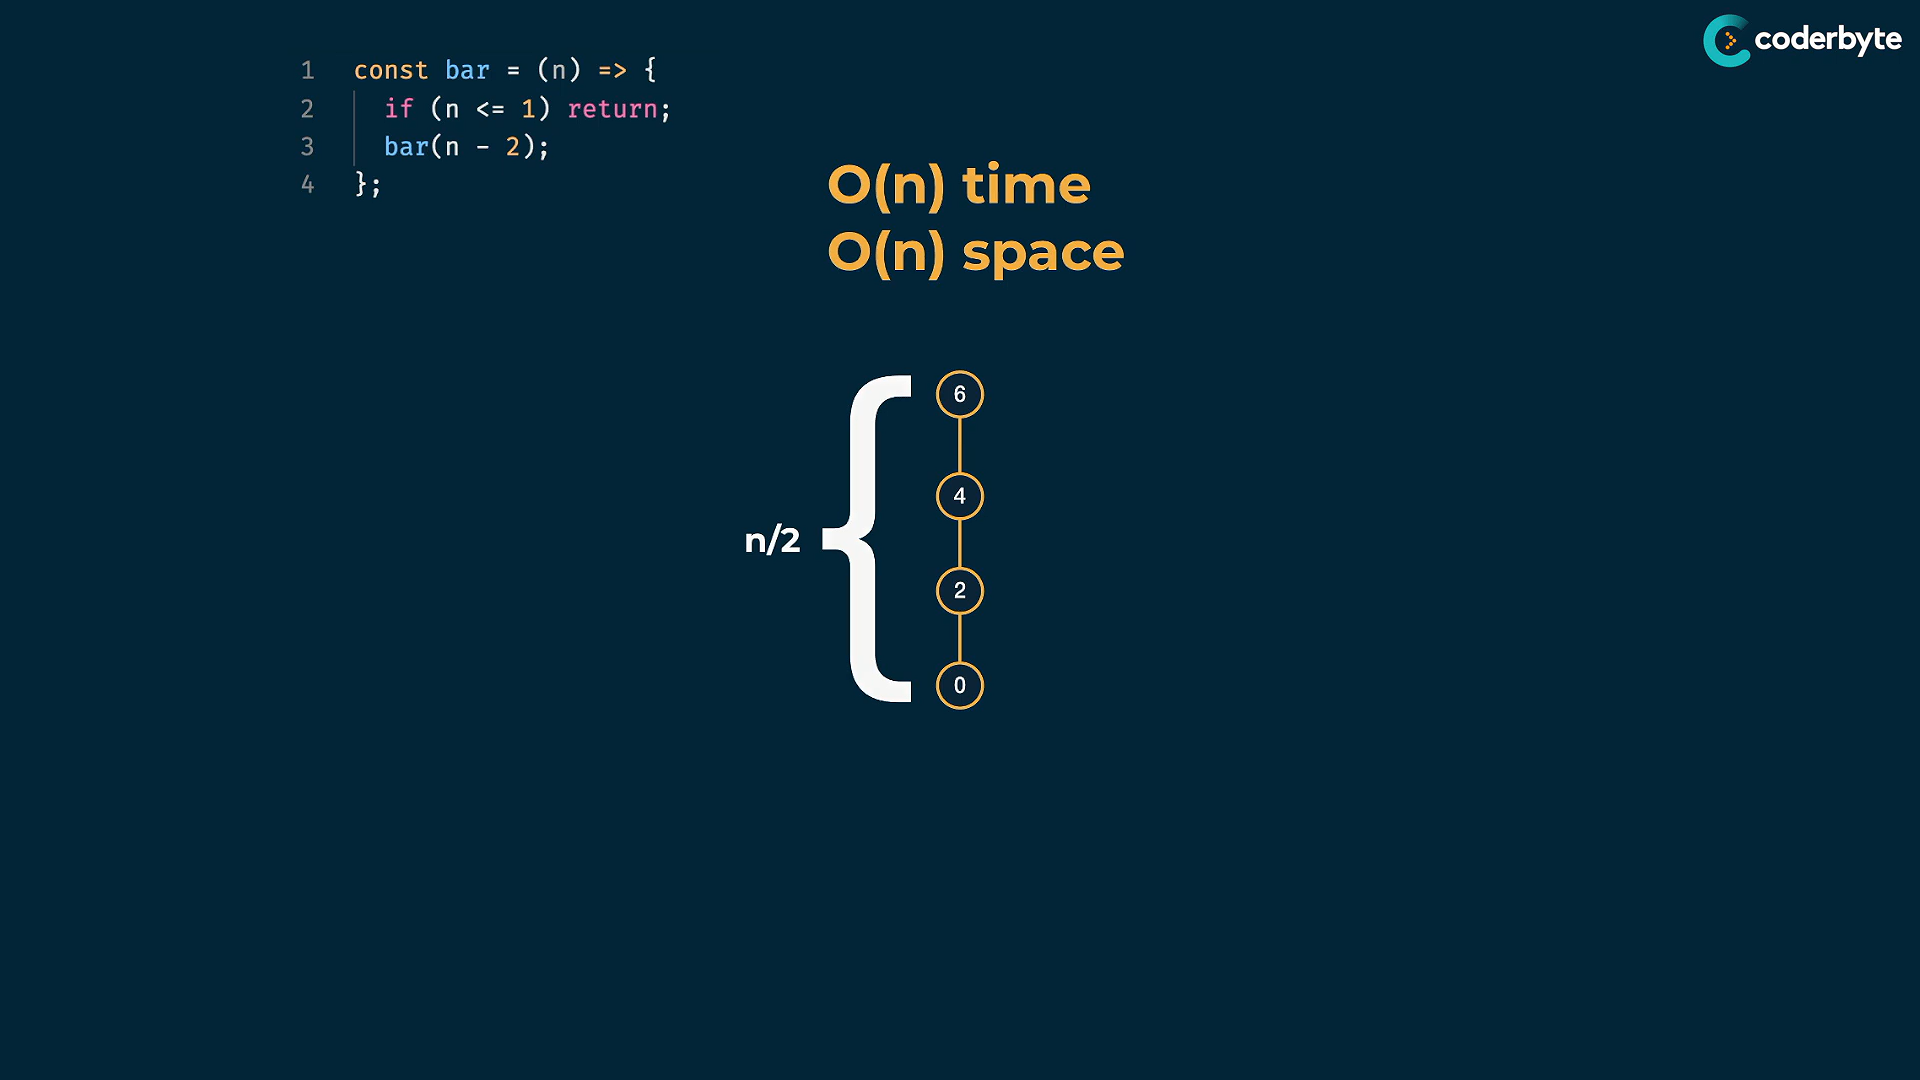 coderbyte
1 const bar = (n) => {
2 if (n <= 1) return;
3 bar(n - 2);
4 };
O(n) time
O(n) space
6
4
n/2
2
0